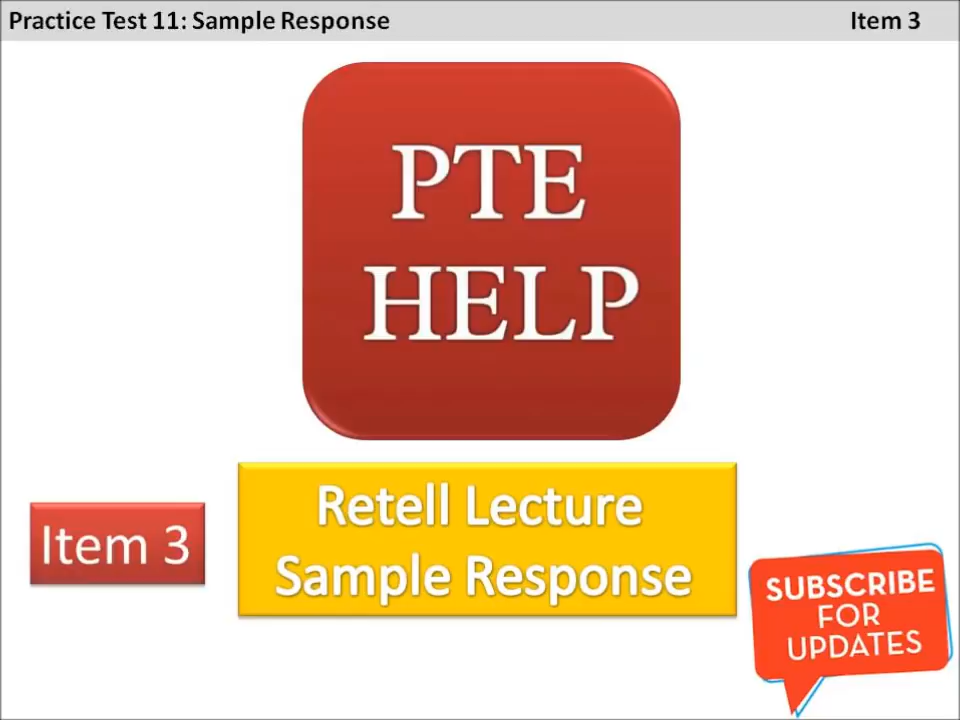 Practice Test 11: Sample Response
Item 3
PTE
HELP
Item 3
Retell Lecture
Sample Response
SUBSCRIBE
FOR
UPDATES